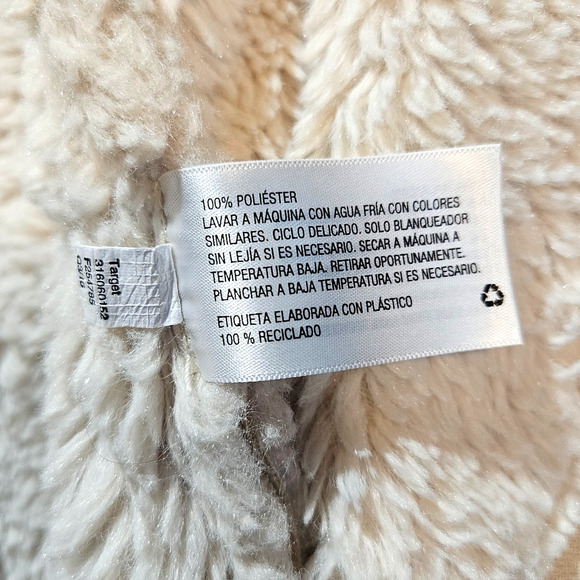 100% POLIÉSTER
LAVAR A MÁQUINA CON AGUA FRÍA CON COLORES
SIMILARES. CICLO DELICADO. SOLO BLANQUEADOR
SIN LEJÍA SI ES NECESARIO. SECAR A MÁQUINA A
TEMPERATURA BAJA. RETIRAR OPORTUNAMENTE.
PLANCHAR A BAJA TEMPERATURA SI ES NECESARIO.
ETIQUETA ELABORADA CON PLÁSTICO
100 % RECICLADO
Target
316060152
F254785